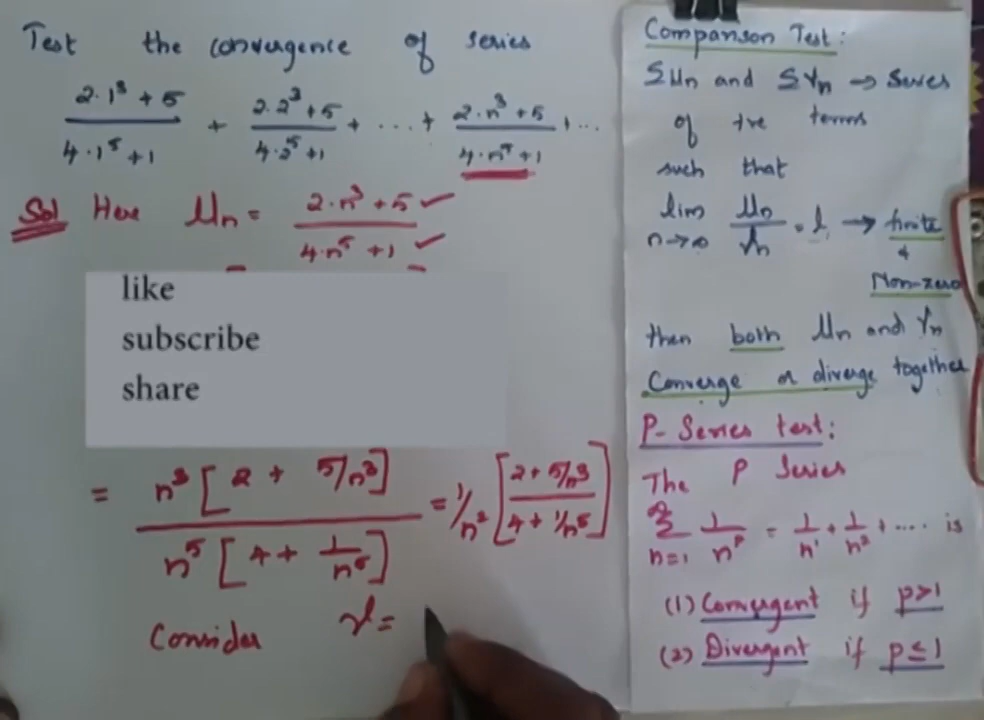 Test the convergence of series
2·1³ + 5 / 4·1⁵ + 1 + 2·2³ + 5 / 4·2⁵ + 1 + ... + 2·n³ + 5 / 4·n⁵ + 1 + ...
Sol Here Un = 2·n³ + 5 / 4·n⁵ + 1
like
subscribe
share
= n³ [2 + 5/n³] / n⁵ [4 + 1/n⁵] = 1/n² [2 + 5/n³ / 4 + 1/n⁵]
Consider v =
Comparison Test:
ΣUn and ΣVn → Series
of +ve terms
such that
lim n→∞ Un / Vn = l → finite
&
Non-zero
then both Un and Vn
Converge or diverge together
P- Series test:
The P Series
∞ Σ n=1 1/nᵖ = 1/n¹ + 1/n² + .... is
(1) Convergent if p>1
(2) Divergent if p≤1